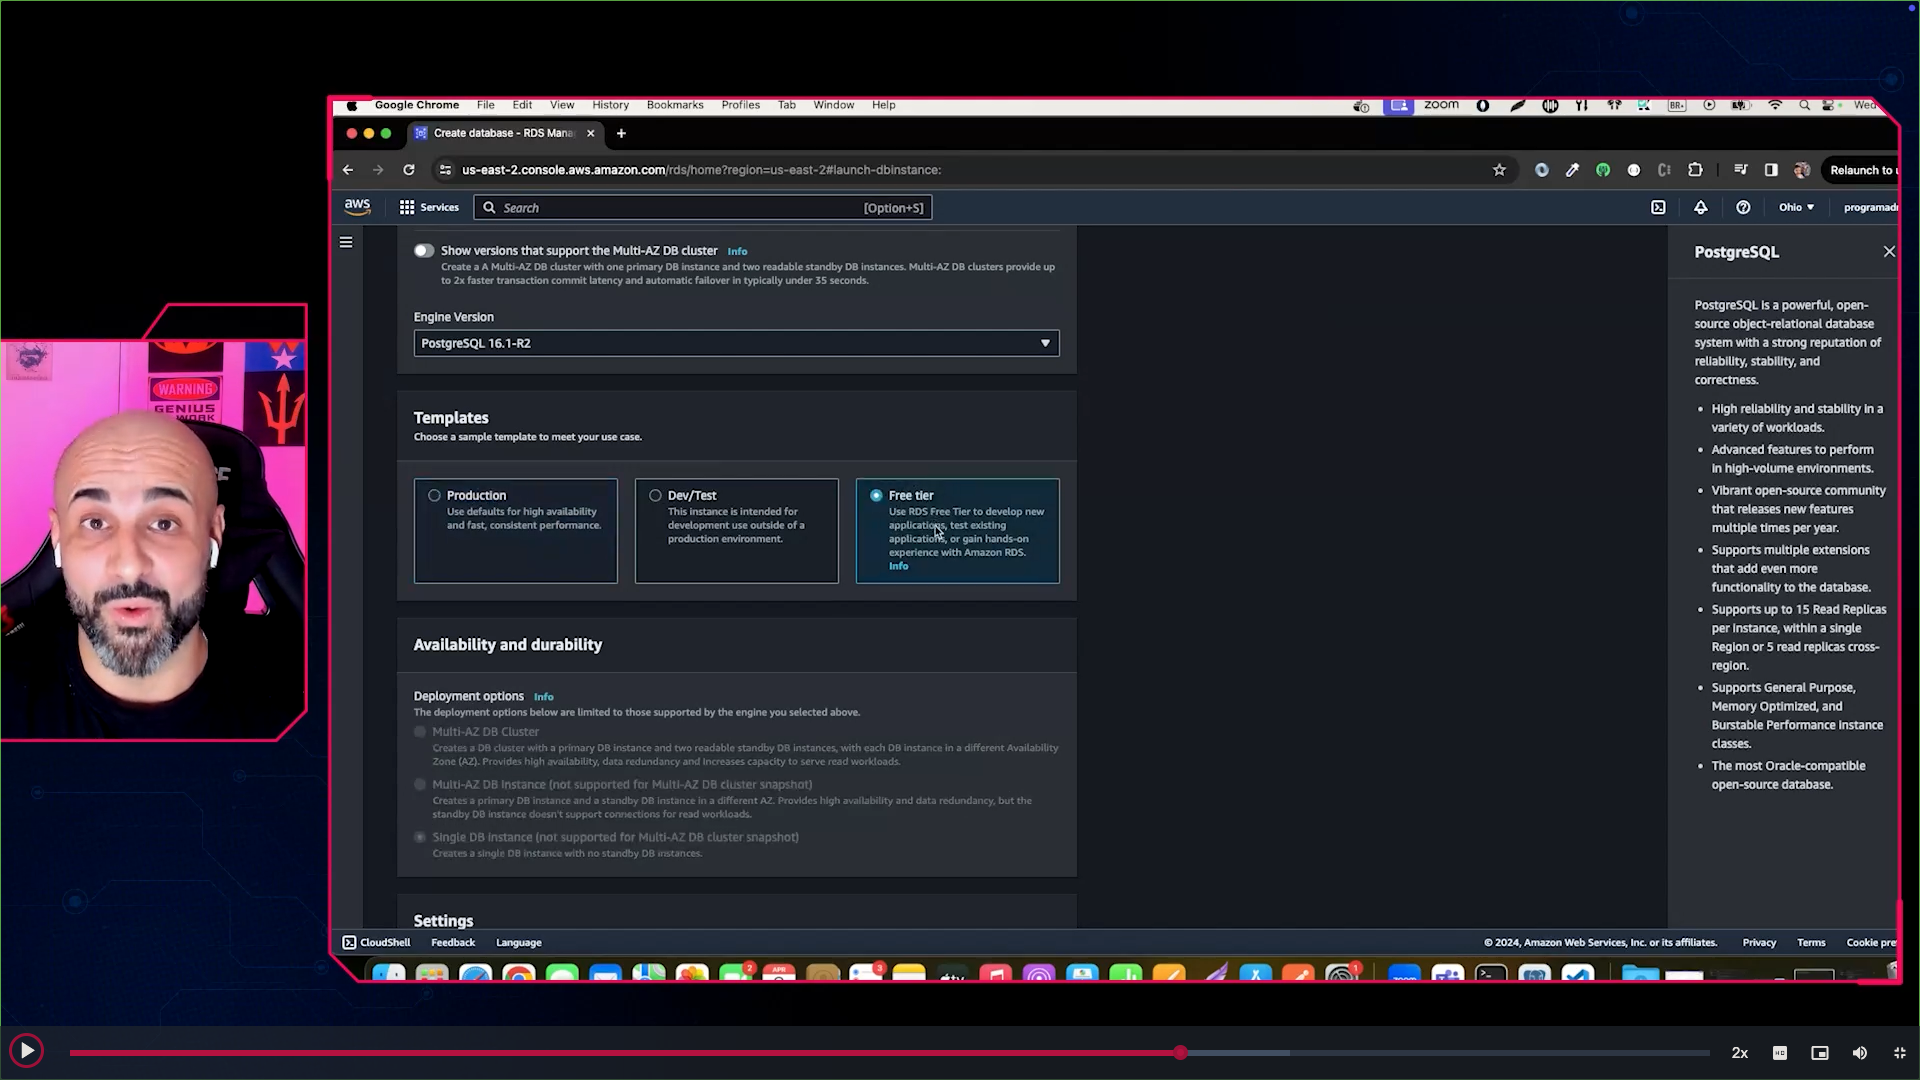 Google Chrome File Edit View History Bookmarks Profiles Tab Window Help
zoom
BR
Wed
Create database - RDS Mana
us-east-2.console.aws.amazon.com/rds/home?region=us-east-2#launch-dbinstance:
Relaunch to u
aws
Services
Search
[Option+S]
Ohio
programadn
Show versions that support the Multi-AZ DB cluster Info
Create a A Multi-AZ DB cluster with one primary DB instance and two readable standby DB instances. Multi-AZ DB clusters provide up
to 2x faster transaction commit latency and automatic failover in typically under 35 seconds.
Engine Version
PostgreSQL 16.1-R2
Templates
Choose a sample template to meet your use case.
Production
Use defaults for high availability
and fast, consistent performance.
Dev/Test
This instance is intended for
development use outside of a
production environment.
Free tier
Use RDS Free Tier to develop new
applications, test existing
applications, or gain hands-on
experience with Amazon RDS.
Info
Availability and durability
Deployment options Info
The deployment options below are limited to those supported by the engine you selected above.
Multi-AZ DB Cluster
Creates a DB cluster with a primary DB instance and two readable standby DB instances, with each DB instance in a different Availability
Zone (AZ). Provides high availability, data redundancy and increases capacity to serve read workloads.
Multi-AZ DB instance (not supported for Multi-AZ DB cluster snapshot)
Creates a primary DB instance and a standby DB instance in a different AZ. Provides high availability and data redundancy, but the
standby DB instance doesn't support connections for read workloads.
Single DB instance (not supported for Multi-AZ DB cluster snapshot)
Creates a single DB instance with no standby DB instances.
Settings
PostgreSQL
PostgreSQL is a powerful, open-
source object-relational database
system with a strong reputation of
reliability, stability, and
correctness.
• High reliability and stability in a
variety of workloads.
• Advanced features to perform
in high-volume environments.
• Vibrant open-source community
that releases new features
multiple times per year.
• Supports multiple extensions
that add even more
functionality to the database.
• Supports up to 15 Read Replicas
per instance, within a single
Region or 5 read replicas cross-
region.
• Supports General Purpose,
Memory Optimized, and
Burstable Performance instance
classes.
• The most Oracle-compatible
open-source database.
CloudShell Feedback Language
© 2024, Amazon Web Services, Inc. or its affiliates. Privacy Terms Cookie pre
2
APR
3
tv
1
zoom
WARNING
GENIUS
WORK
2x